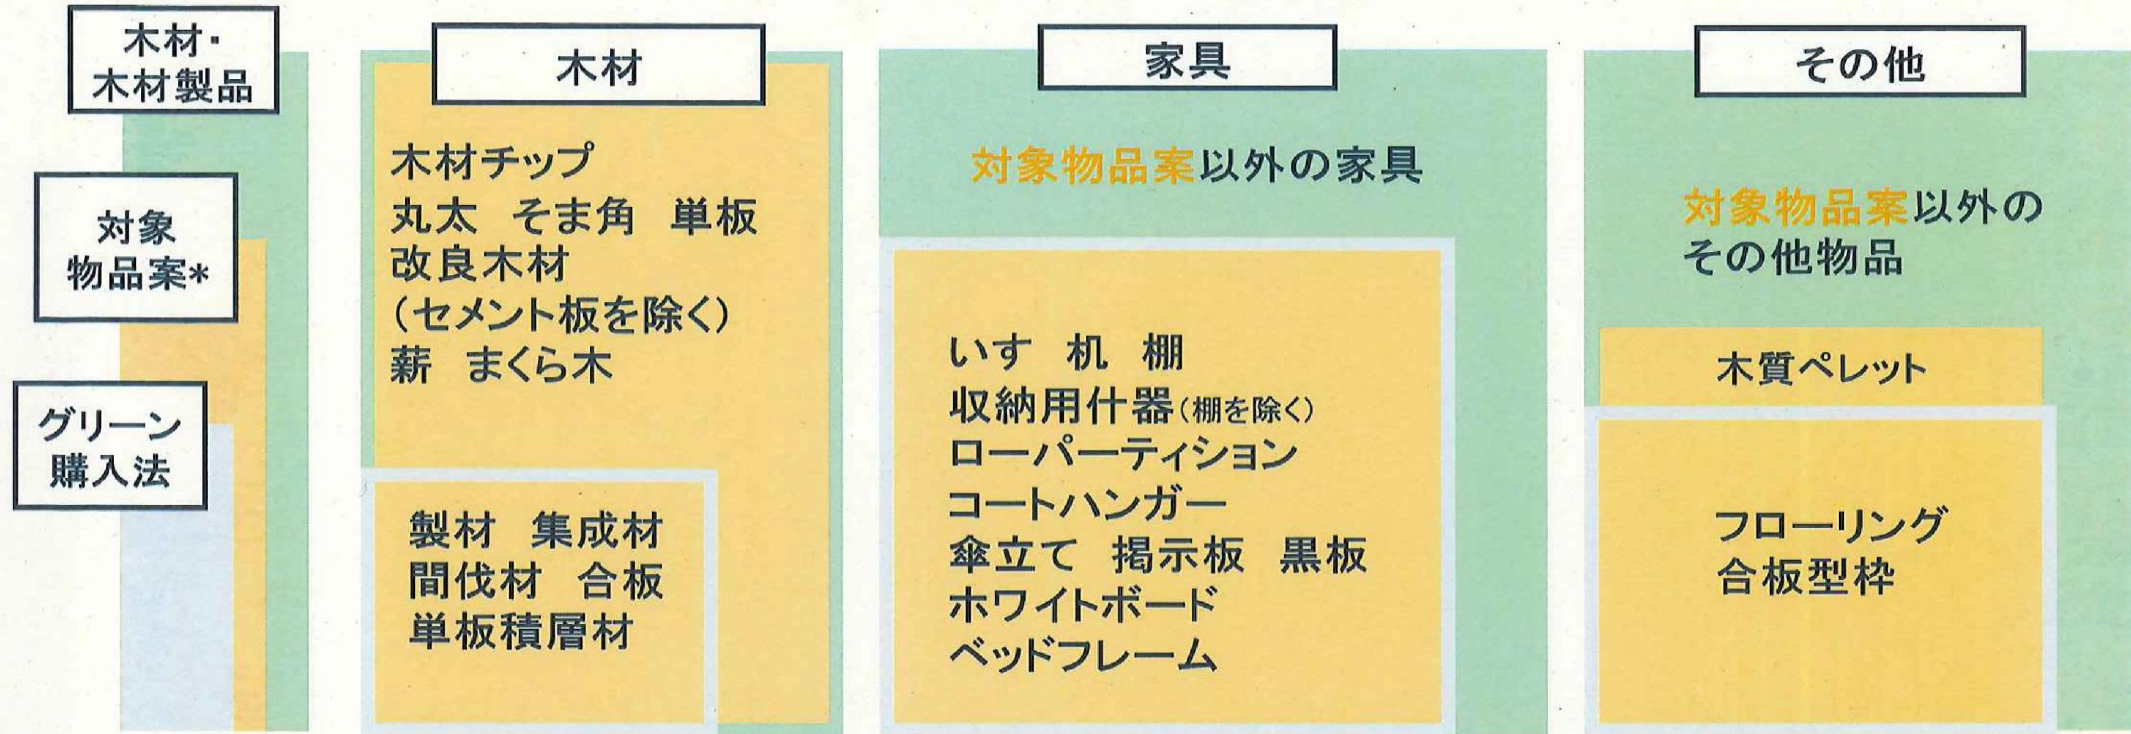 木材・
木材製品
対象
物品案*
グリーン
購入法
木材
木材チップ
丸太 そま角 単板
改良木材
(セメント板を除く)
薪 まくら木
製材 集成材
間伐材 合板
単板積層材
家具
対象物品案以外の家具
いす 机 棚
収納用什器(棚を除く)
ローパーティション
コートハンガー
傘立て 掲示板 黒板
ホワイトボード
ベッドフレーム
その他
対象物品案以外の
その他物品
木質ペレット
フローリング
合板型枠